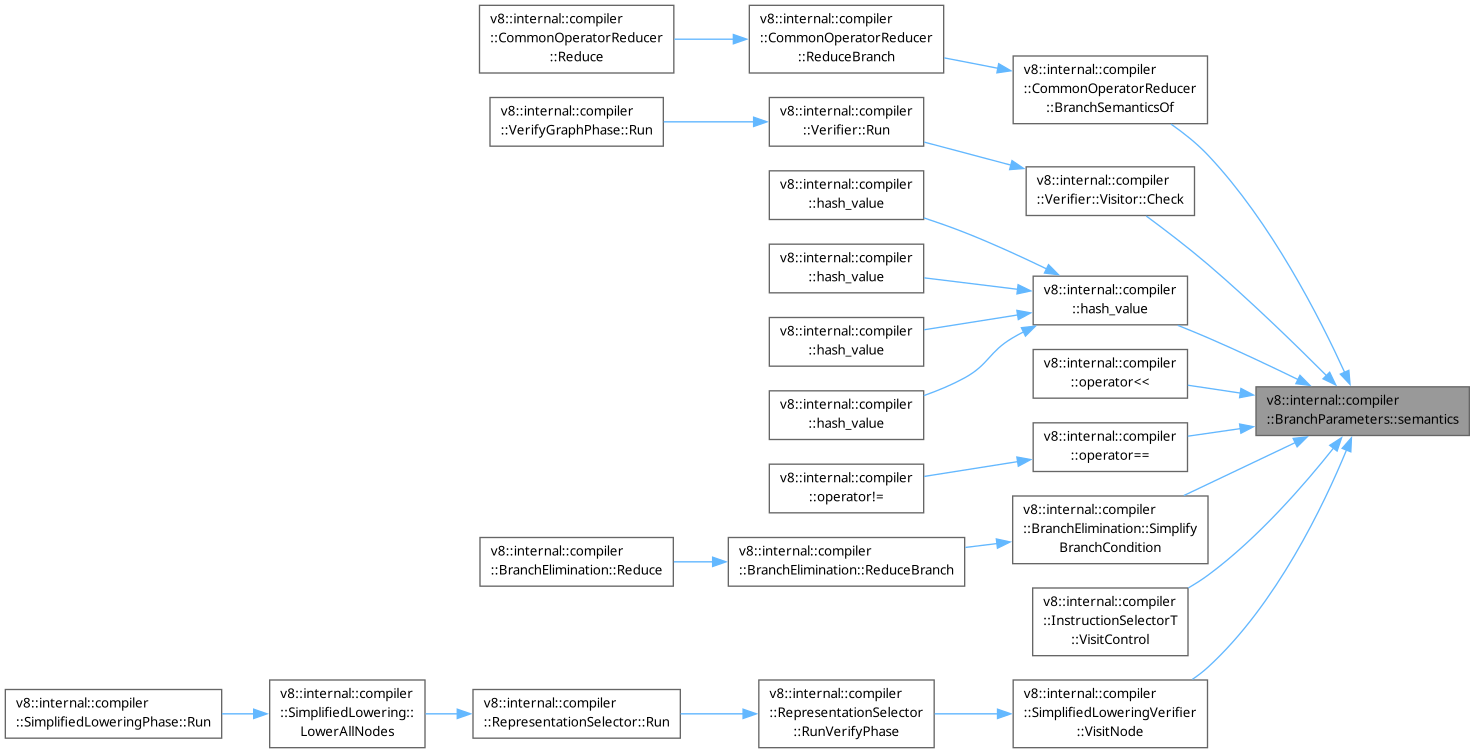 v8::internal::compiler
::CommonOperatorReducer
::Reduce
v8::internal::compiler
::CommonOperatorReducer
::ReduceBranch
v8::internal::compiler
::CommonOperatorReducer
::BranchSemanticsOf
v8::internal::compiler
::VerifyGraphPhase::Run
v8::internal::compiler
::Verifier::Run
v8::internal::compiler
::Verifier::Visitor::Check
v8::internal::compiler
::hash_value
v8::internal::compiler
::hash_value
v8::internal::compiler
::hash_value
v8::internal::compiler
::hash_value
v8::internal::compiler
::hash_value
v8::internal::compiler
::operator<<
v8::internal::compiler
::BranchParameters::semantics
v8::internal::compiler
::operator==
v8::internal::compiler
::operator!=
v8::internal::compiler
::BranchElimination::Simplify
BranchCondition
v8::internal::compiler
::BranchElimination::Reduce
v8::internal::compiler
::BranchElimination::ReduceBranch
v8::internal::compiler
::InstructionSelectorT
::VisitControl
v8::internal::compiler
::SimplifiedLoweringPhase::Run
v8::internal::compiler
::SimplifiedLowering::
LowerAllNodes
v8::internal::compiler
::RepresentationSelector::Run
v8::internal::compiler
::RepresentationSelector
::RunVerifyPhase
v8::internal::compiler
::SimplifiedLoweringVerifier
::VisitNode